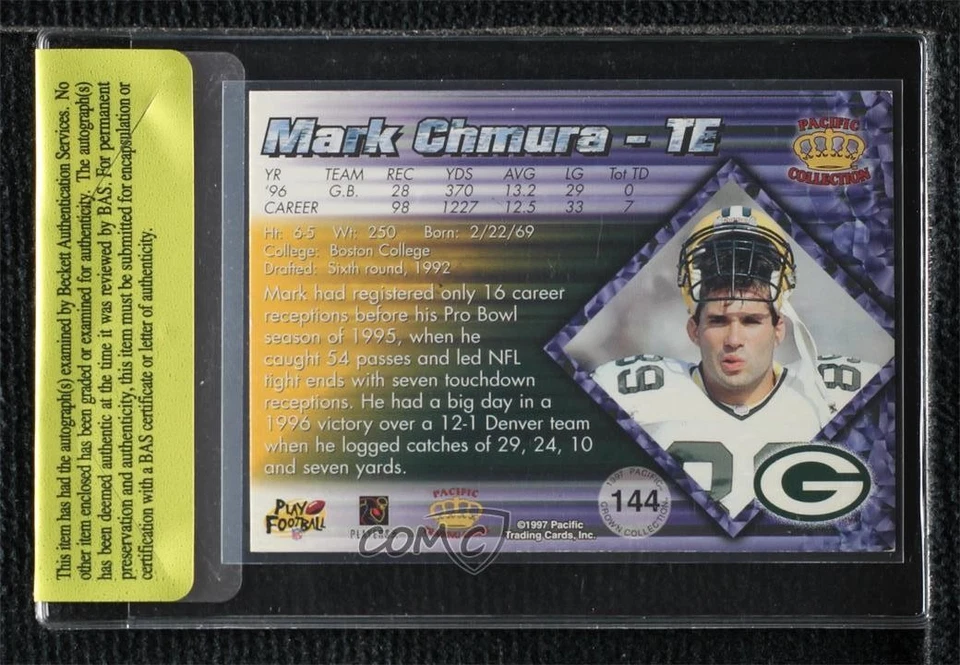 This item has had the autograph(s) examined by Beckett Authentication Services. No
other item enclosed has been graded or examined for authenticity. The autograph(s)
has been deemed authentic at the time it was reviewed by BAS. For permanent
preservation and authenticity, this item must be submitted for encapsulation or
certification with a BAS certificate or letter of authenticity.
Mark Chmura - TE
PACIFIC
COLLECTION
YR TEAM REC YDS AVG LG Tot TD
'96 G.B. 28 370 13.2 29 0
CAREER 98 1227 12.5 33 7
Ht: 6-5 Wt: 250 Born: 2/22/69
College: Boston College
Drafted: Sixth round, 1992
Mark had registered only 16 career
receptions before his Pro Bowl
season of 1995, when he
caught 54 passes and led NFL
tight ends with seven touchdown
receptions. He had a big day in a
1996 victory over a 12-1 Denver team
when he logged catches of 29, 24, 10
and seven yards.
89
89
G
PLAY
FOOTBALL
NFL
PLAYERS
PACIFIC
COMC
©1997 Pacific
Trading Cards, Inc.
1997 PACIFIC
144
CROWN COLLECTION